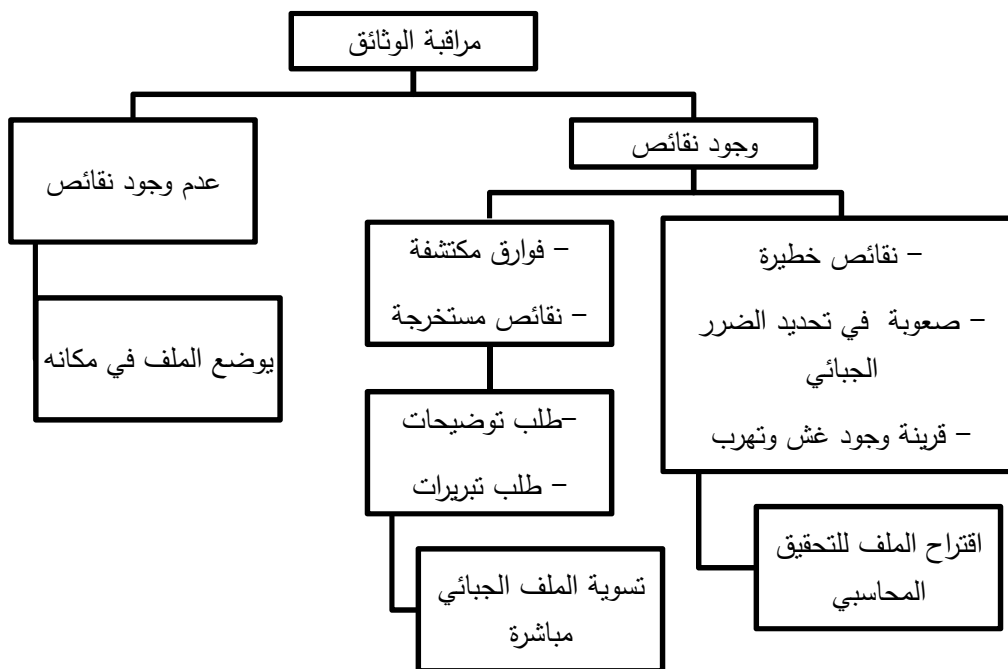 مراقبة الوثائق
وجود نقائص
عدم وجود نقائص
– نقائص خطيرة
– صعوبة في تحديد الضرر
الجبائي
– قرينة وجود غش وتهرب
– فوارق مكتشفة
– نقائص مستخرجة
يوضع الملف في مكانه
–طلب توضيحات
– طلب تبريرات
اقتراح الملف للتحقيق
المحاسبي
تسوية الملف الجبائي
مباشرة